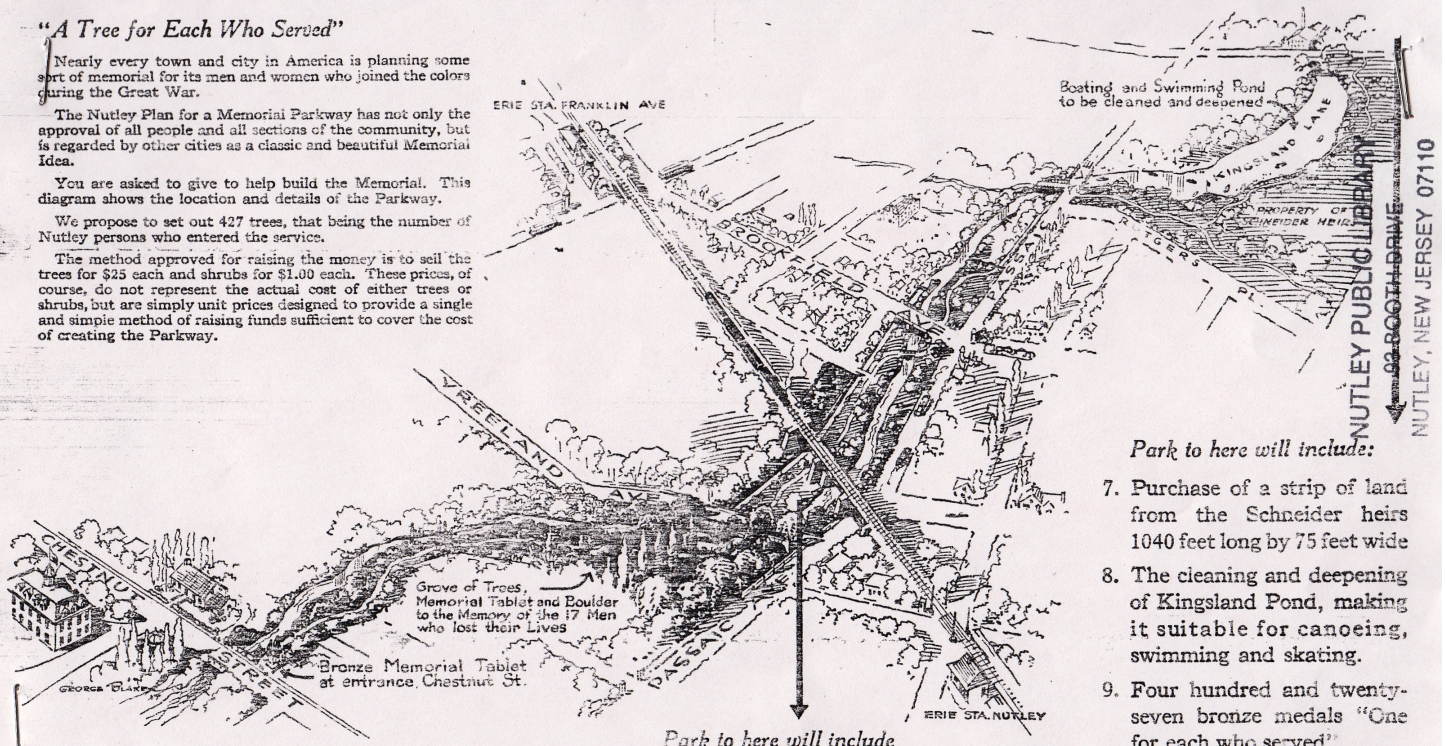 "A Tree for Each Who Served"
Nearly every town and city in America is planning some
sort of memorial for its men and women who joined the colors
during the Great War.
The Nutley Plan for a Memorial Parkway has not only the
approval of all people and all sections of the community, but
is regarded by other cities as a classic and beautiful Memorial
Idea.
You are asked to give to help build the Memorial. This
diagram shows the location and details of the Parkway.
We propose to set out 427 trees, that being the number of
Nutley persons who entered the service.
The method approved for raising the money is to sell the
trees for $25 each and shrubs for $1.00 each. These prices, of
course, do not represent the actual cost of either trees or
shrubs, but are simply unit prices designed to provide a single
and simple method of raising funds sufficient to cover the cost
of creating the Parkway.
ERIE STA. FRANKLIN AVE
Boating and Swimming Pond
to be cleaned and deepened
KINGSLAND LAKE
PROPERTY OF
SCHNEIDER HEIRS
RUTGERS PL.
BROOKFIELD
PASSAIC
VREELAND AV
CHESTNUT
STREET
Grove of Trees,
Memorial Tablet and Boulder
to the Memory of the 17 Men
who lost their Lives
Bronze Memorial Tablet
at entrance, Chestnut St.
GEORGE BLAKE
PASSAIC
ERIE STA. NUTLEY
Park to here will include
Park to here will include:
7. Purchase of a strip of land
from the Schneider heirs
1040 feet long by 75 feet wide
8. The cleaning and deepening
of Kingsland Pond, making
it suitable for canoeing,
swimming and skating.
9. Four hundred and twenty-
seven bronze medals "One
for each who served"
NUTLEY PUBLIC LIBRARY
93 BOOTH DRIVE
NUTLEY, NEW JERSEY 07110